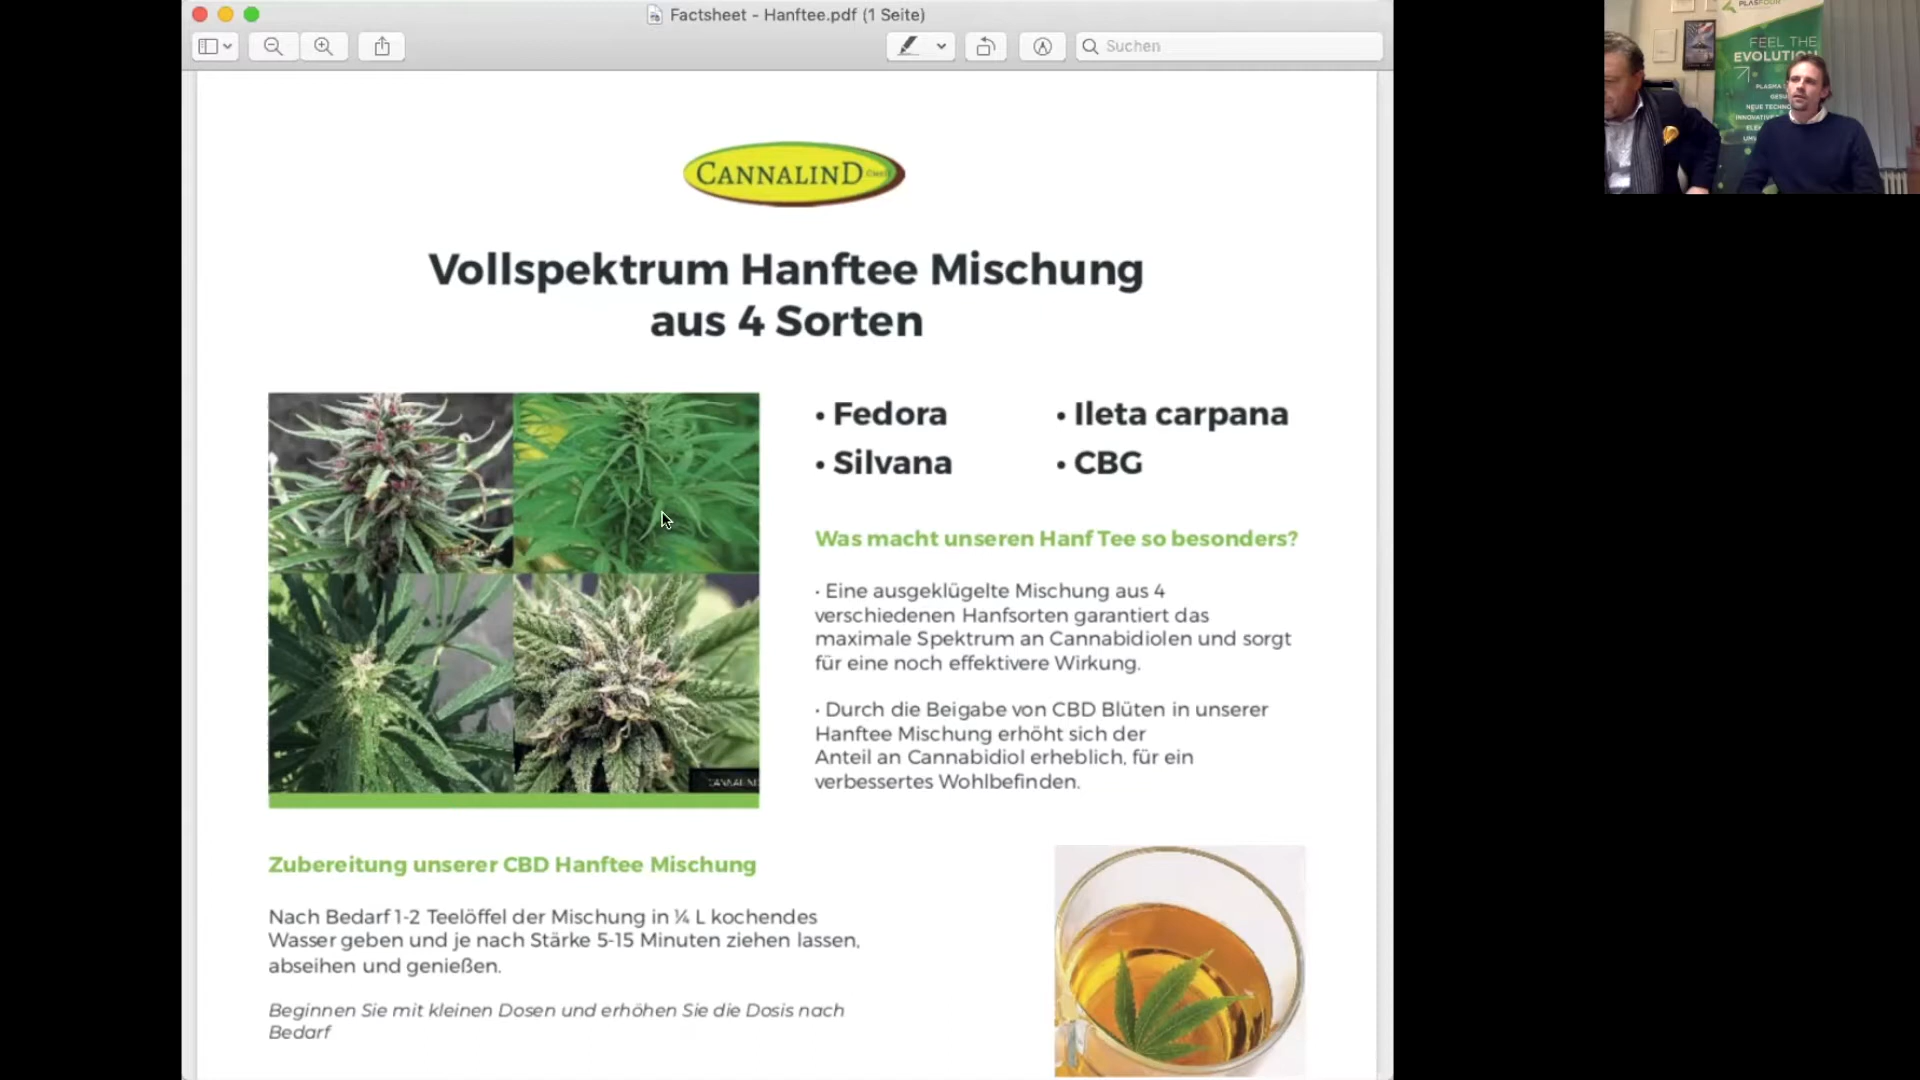 Factsheet - Hanftee.pdf (1 Seite)
Suchen
CANNALIND
Vollspektrum Hanftee Mischung
aus 4 Sorten
• Fedora
• Ileta carpana
• Silvana
• CBG
Was macht unseren Hanf Tee so besonders?
• Eine ausgeklügelte Mischung aus 4
verschiedenen Hanfsorten garantiert das
maximale Spektrum an Cannabidiolen und sorgt
für eine noch effektivere Wirkung.
• Durch die Beigabe von CBD Blüten in unserer
Hanftee Mischung erhöht sich der
Anteil an Cannabidiol erheblich, für ein
verbessertes Wohlbefinden.
Zubereitung unserer CBD Hanftee Mischung
Nach Bedarf 1-2 Teelöffel der Mischung in ¼ L kochendes
Wasser geben und je nach Stärke 5-15 Minuten ziehen lassen,
abseihen und genießen.
Beginnen Sie mit kleinen Dosen und erhöhen Sie die Dosis nach
Bedarf
PLASFOUR
FEEL THE
EVOLUTION
PLASMA
NEUE
INNOVATIVE